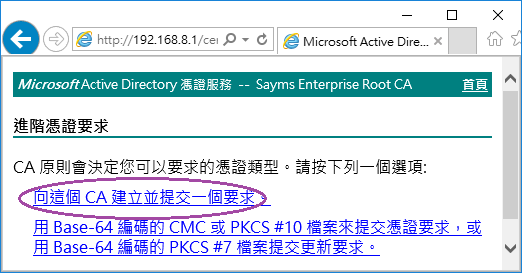 http://192.168.8.1/cer
Microsoft Active Dire...
Microsoft Active Directory 憑證服務 -- Sayms Enterprise Root CA 首頁
進階憑證要求
CA 原則會決定您可以要求的憑證類型。請按下列一個選項:
向這個 CA 建立並提交一個要求。
用 Base-64 編碼的 CMC 或 PKCS #10 檔案來提交憑證要求，或
用 Base-64 編碼的 PKCS #7 檔案提交更新要求。